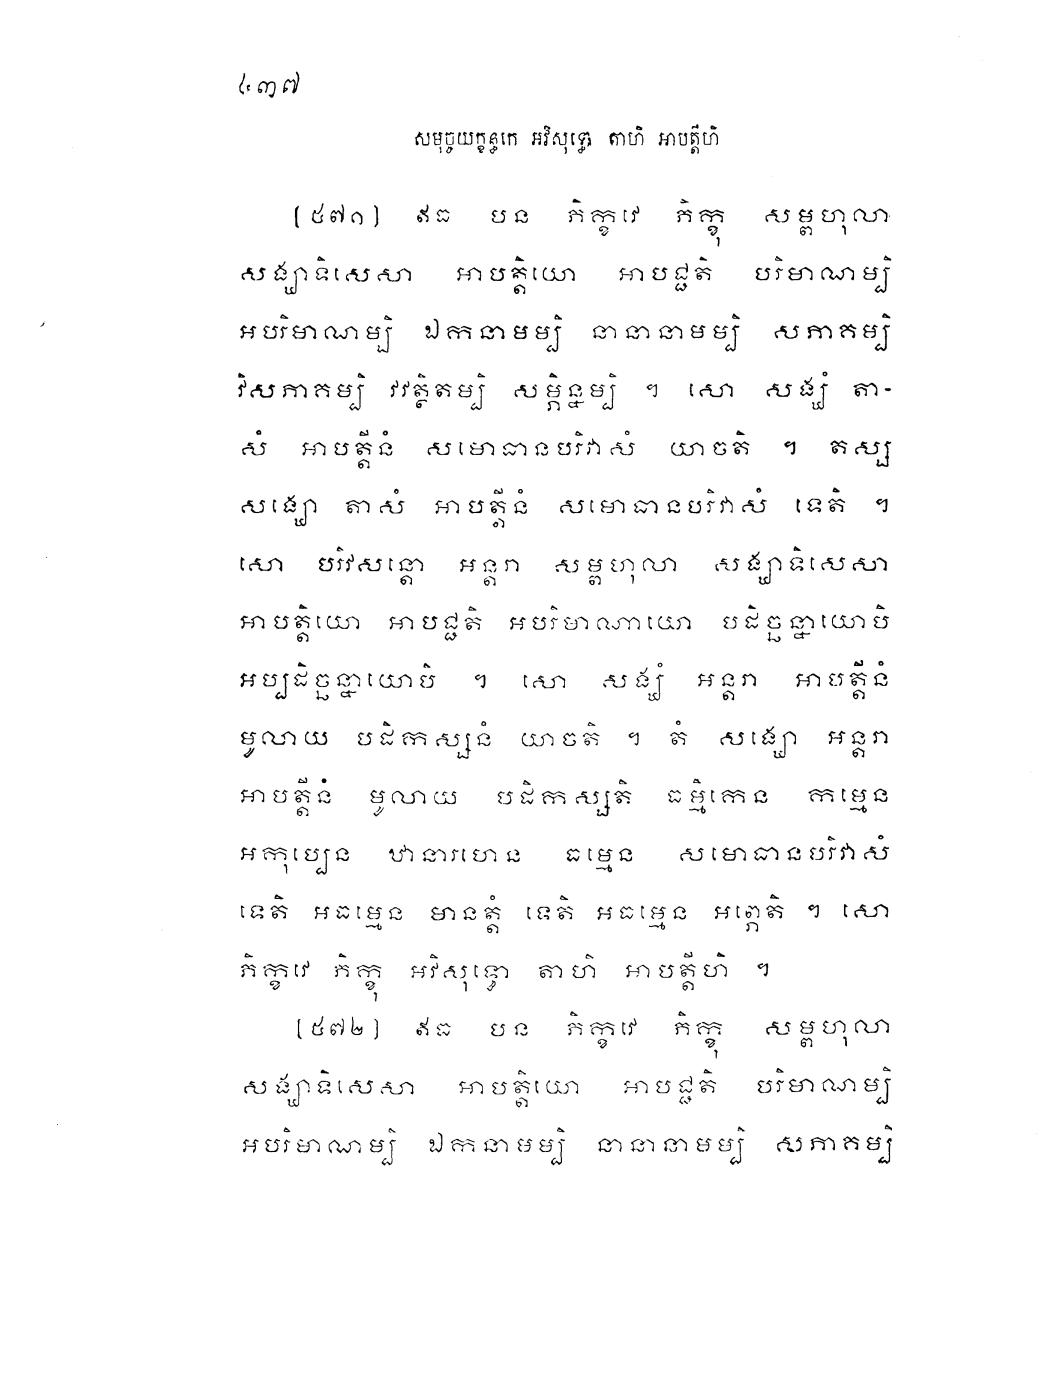 ៤៣៧
សមុច្ចយក្ខន្ធកេ អវិសុទ្ធោ តាហិ អាបត្តីហិ
[៥៧១] ឥធ បន ភិក្ខវេ ភិក្ខុ សម្ពហុលា
សង្ឃាទិសេសា អាបត្តិយោ អាបជ្ជតិ បរិមាណម្បិ
អបរិមាណម្បិ ឯកនាមម្បិ នានានាមម្បិ សភាគម្បិ
វិសភាគម្បិ វវត្ថិតម្បិ សម្ភិន្នម្បិ ។ សោ សង្ឃំ តា-
សំ អាបត្តីនំ សមោធានបរិវាសំ យាចតិ ។ តស្ស
សង្ឃោ តាសំ អាបត្តីនំ សមោធានបរិវាសំ ទេតិ ។
សោ បរិវសន្តោ អន្តរា សម្ពហុលា សង្ឃាទិសេសា
អាបត្តិយោ អាបជ្ជតិ អបរិមាណាយោ បដិច្ឆន្នាយោបិ
អប្បដិច្ឆន្នាយោបិ ។ សោ សង្ឃំ អន្តរា អាបត្តីនំ
មូលាយ បដិកស្សនំ យាចតិ ។ តំ សង្ឃោ អន្តរា
អាបត្តីនំ មូលាយ បដិកស្សតិ ធម្មិកេន កម្មេន
អកុប្បេន ឋានារហេន ធម្មេន សមោធានបរិវាសំ
ទេតិ អធម្មេន មានត្តំ ទេតិ អធម្មេន អព្ភេតិ ។ សោ
ភិក្ខវេ ភិក្ខុ អវិសុទ្ធោ តាហិ អាបត្តីហិ ។
[៥៧២] ឥធ បន ភិក្ខវេ ភិក្ខុ សម្ពហុលា
សង្ឃាទិសេសា អាបត្តិយោ អាបជ្ជតិ បរិមាណម្បិ
អបរិមាណម្បិ ឯកនាមម្បិ នានានាមម្បិ សភាគម្បិ